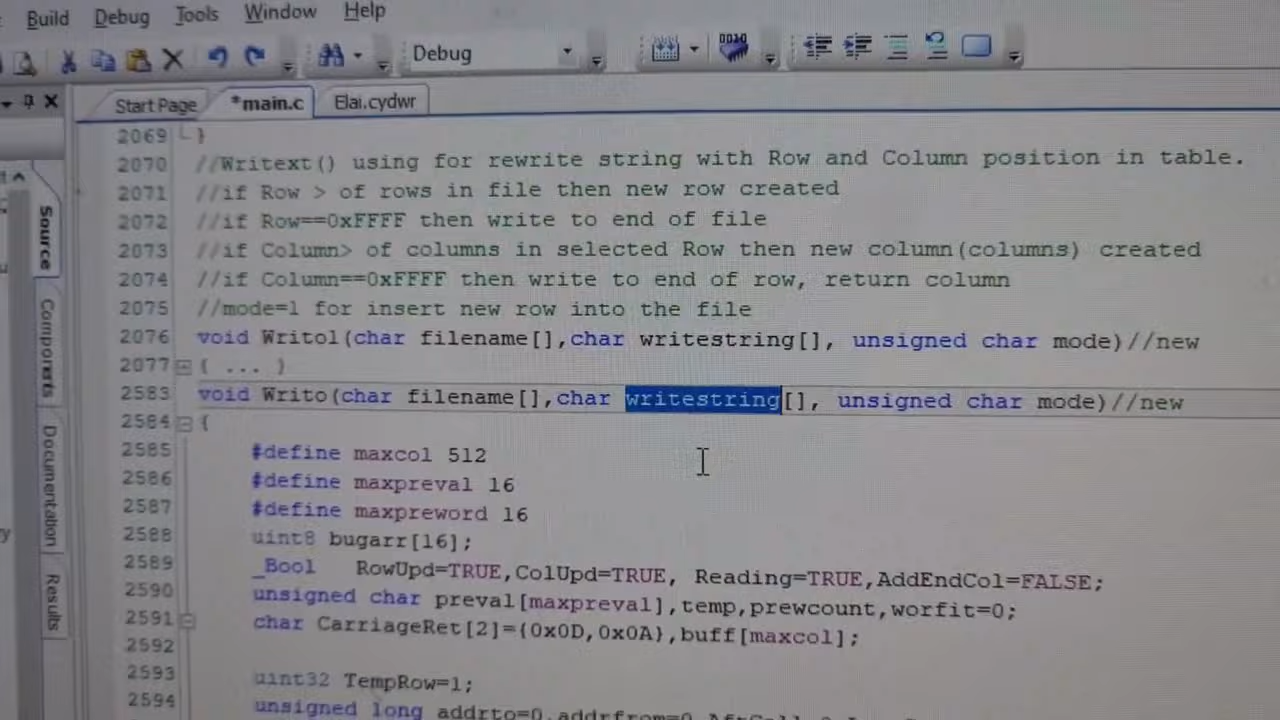 Build Debug Tools Window Help
Debug
Start Page *main.c Elai.cydwr
2069 }
2070 //Writext() using for rewrite string with Row and Column position in table.
2071 //if Row > of rows in file then new row created
2072 //if Row==0xFFFF then write to end of file
2073 //if Column> of columns in selected Row then new column(columns) created
2074 //if Column==0xFFFF then write to end of row, return column
2075 //mode=1 for insert new row into the file
2076 void Writol(char filename[],char writestring[], unsigned char mode)//new
2077 { ... }
2583 void Writo(char filename[],char writestring[], unsigned char mode)//new
2584 {
2585 #define maxcol 512
2586 #define maxpreval 16
2587 #define maxpreword 16
2588 uint8 bugarr[16];
2589 _Bool RowUpd=TRUE,ColUpd=TRUE, Reading=TRUE,AddEndCol=FALSE;
2590 unsigned char preval[maxpreval],temp,prewcount,worfit=0;
2591 char CarriageRet[2]={0x0D,0x0A},buff[maxcol];
2592
2593 uint32 TempRow=1;
2594 unsigned long addrto=0,addrfrom=0
Source
Components
Documentation
Results